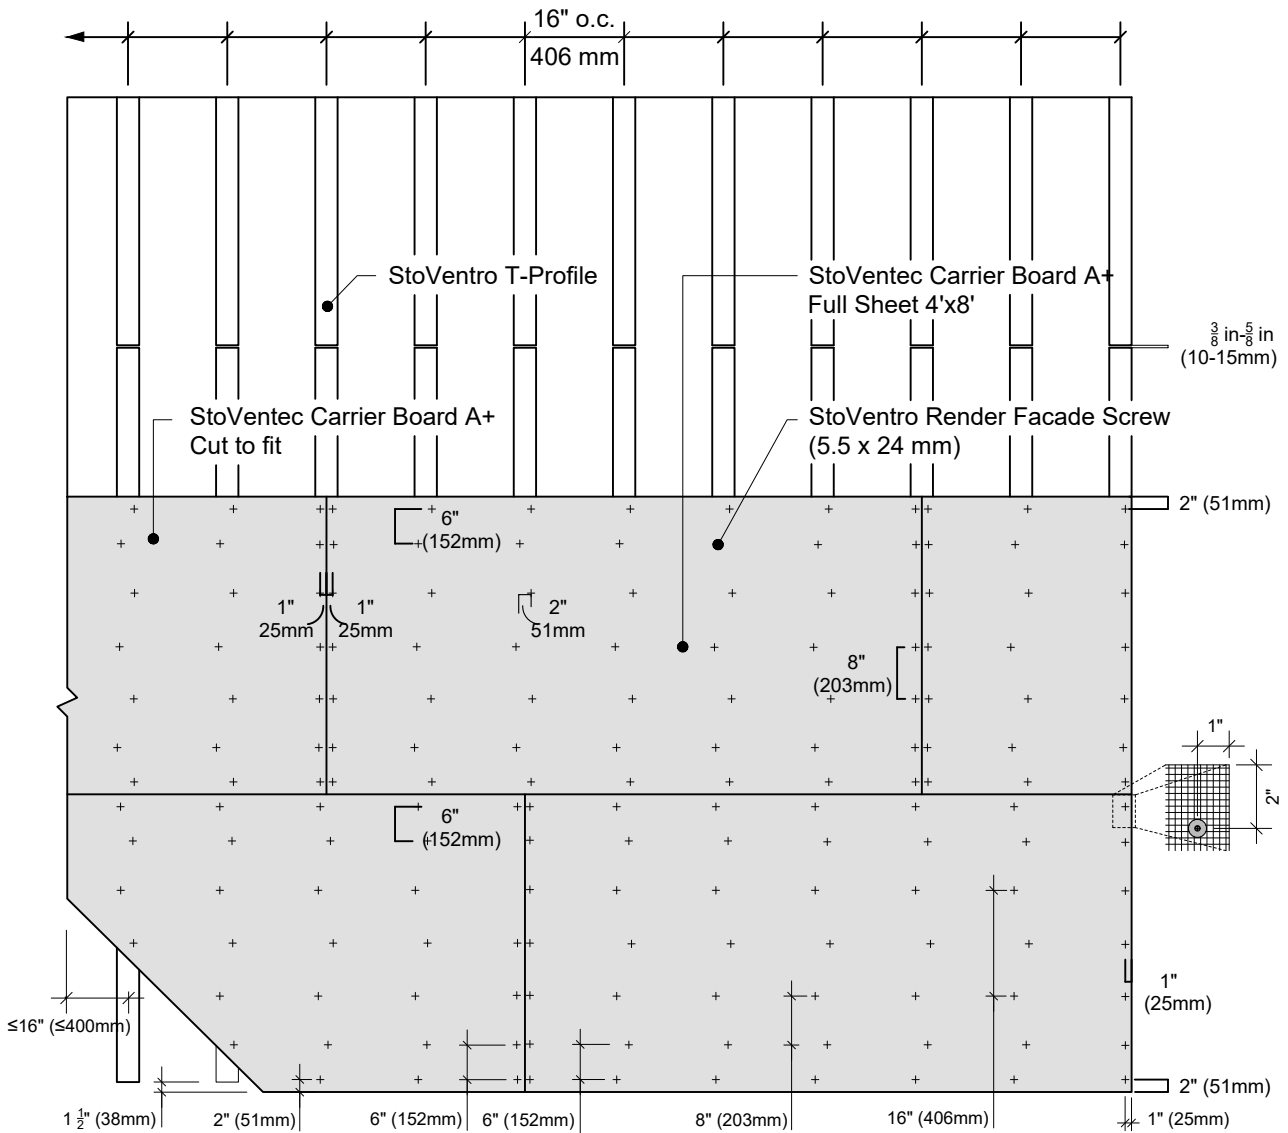 16" o.c.
406 mm
StoVentro T-Profile
StoVentec Carrier Board A+
Full Sheet 4'x8'
3/8 in-5/8 in
(10-15mm)
StoVentec Carrier Board A+
Cut to fit
StoVentro Render Facade Screw
(5.5 x 24 mm)
2" (51mm)
6"
(152mm)
1"
25mm
1"
25mm
2"
51mm
8"
(203mm)
1"
2"
6"
(152mm)
1"
(25mm)
≤16" (≤400mm)
2" (51mm)
1 1/2" (38mm)
2" (51mm)
6" (152mm)
6" (152mm)
8" (203mm)
16" (406mm)
1" (25mm)